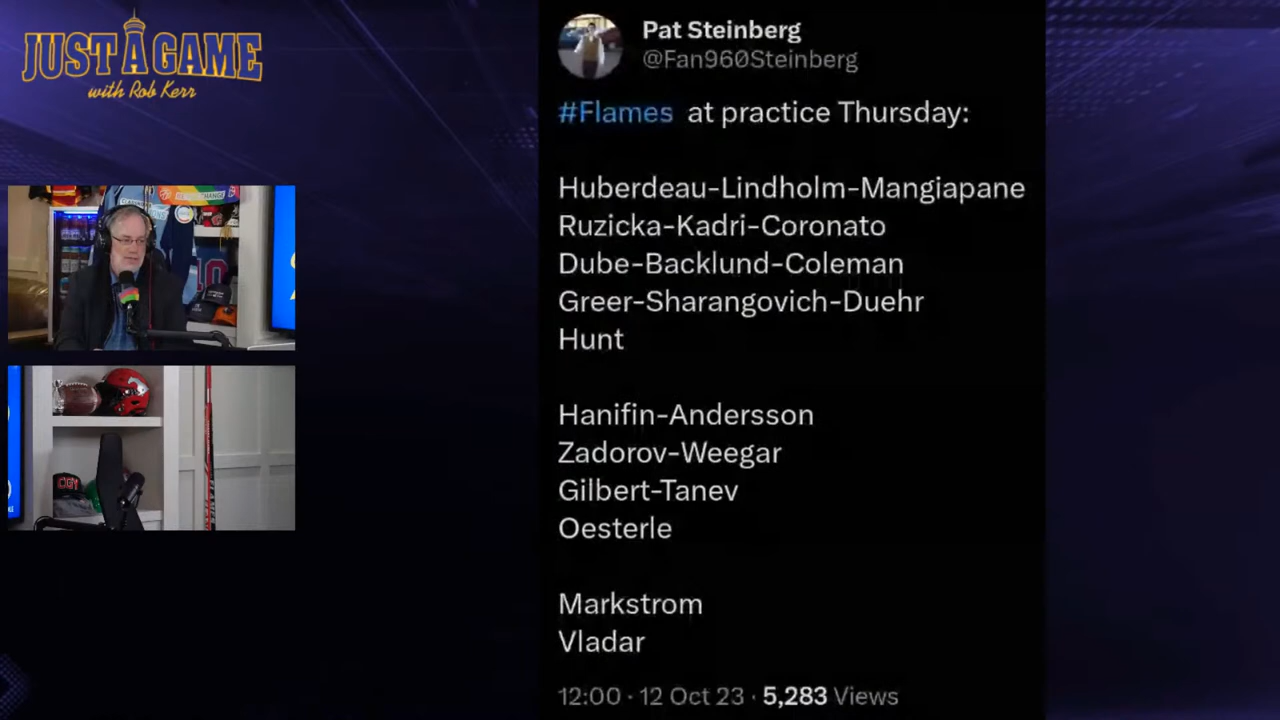 JUST A GAME
with Rob Kerr
Pat Steinberg
@Fan960Steinberg
#Flames at practice Thursday:
Huberdeau-Lindholm-Mangiapane
Ruzicka-Kadri-Coronato
Dube-Backlund-Coleman
Greer-Sharangovich-Duehr
Hunt
Hanifin-Andersson
Zadorov-Weegar
Gilbert-Tanev
Oesterle
Markstrom
Vladar
12:00 · 12 Oct 23 · 5,283 Views
10
CGY